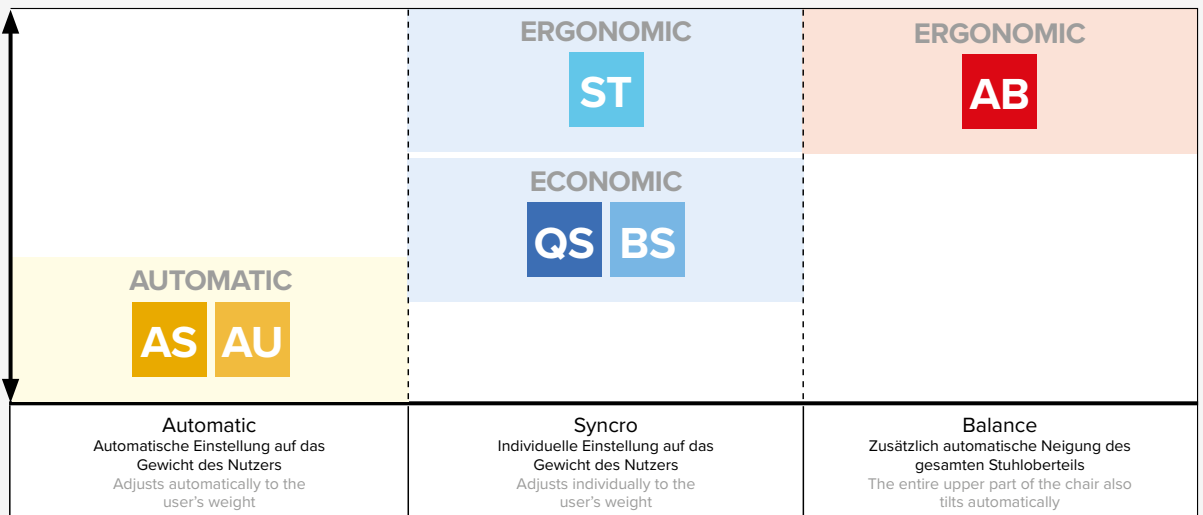 ERGONOMIC
ST
ERGONOMIC
AB
ECONOMIC
QS BS
AUTOMATIC
AS AU
Automatic
Automatische Einstellung auf das
Gewicht des Nutzers
Adjusts automatically to the
user's weight
Syncro
Individuelle Einstellung auf das
Gewicht des Nutzers
Adjusts individually to the
user's weight
Balance
Zusätzlich automatische Neigung des
gesamten Stuhloberteils
The entire upper part of the chair also
tilts automatically